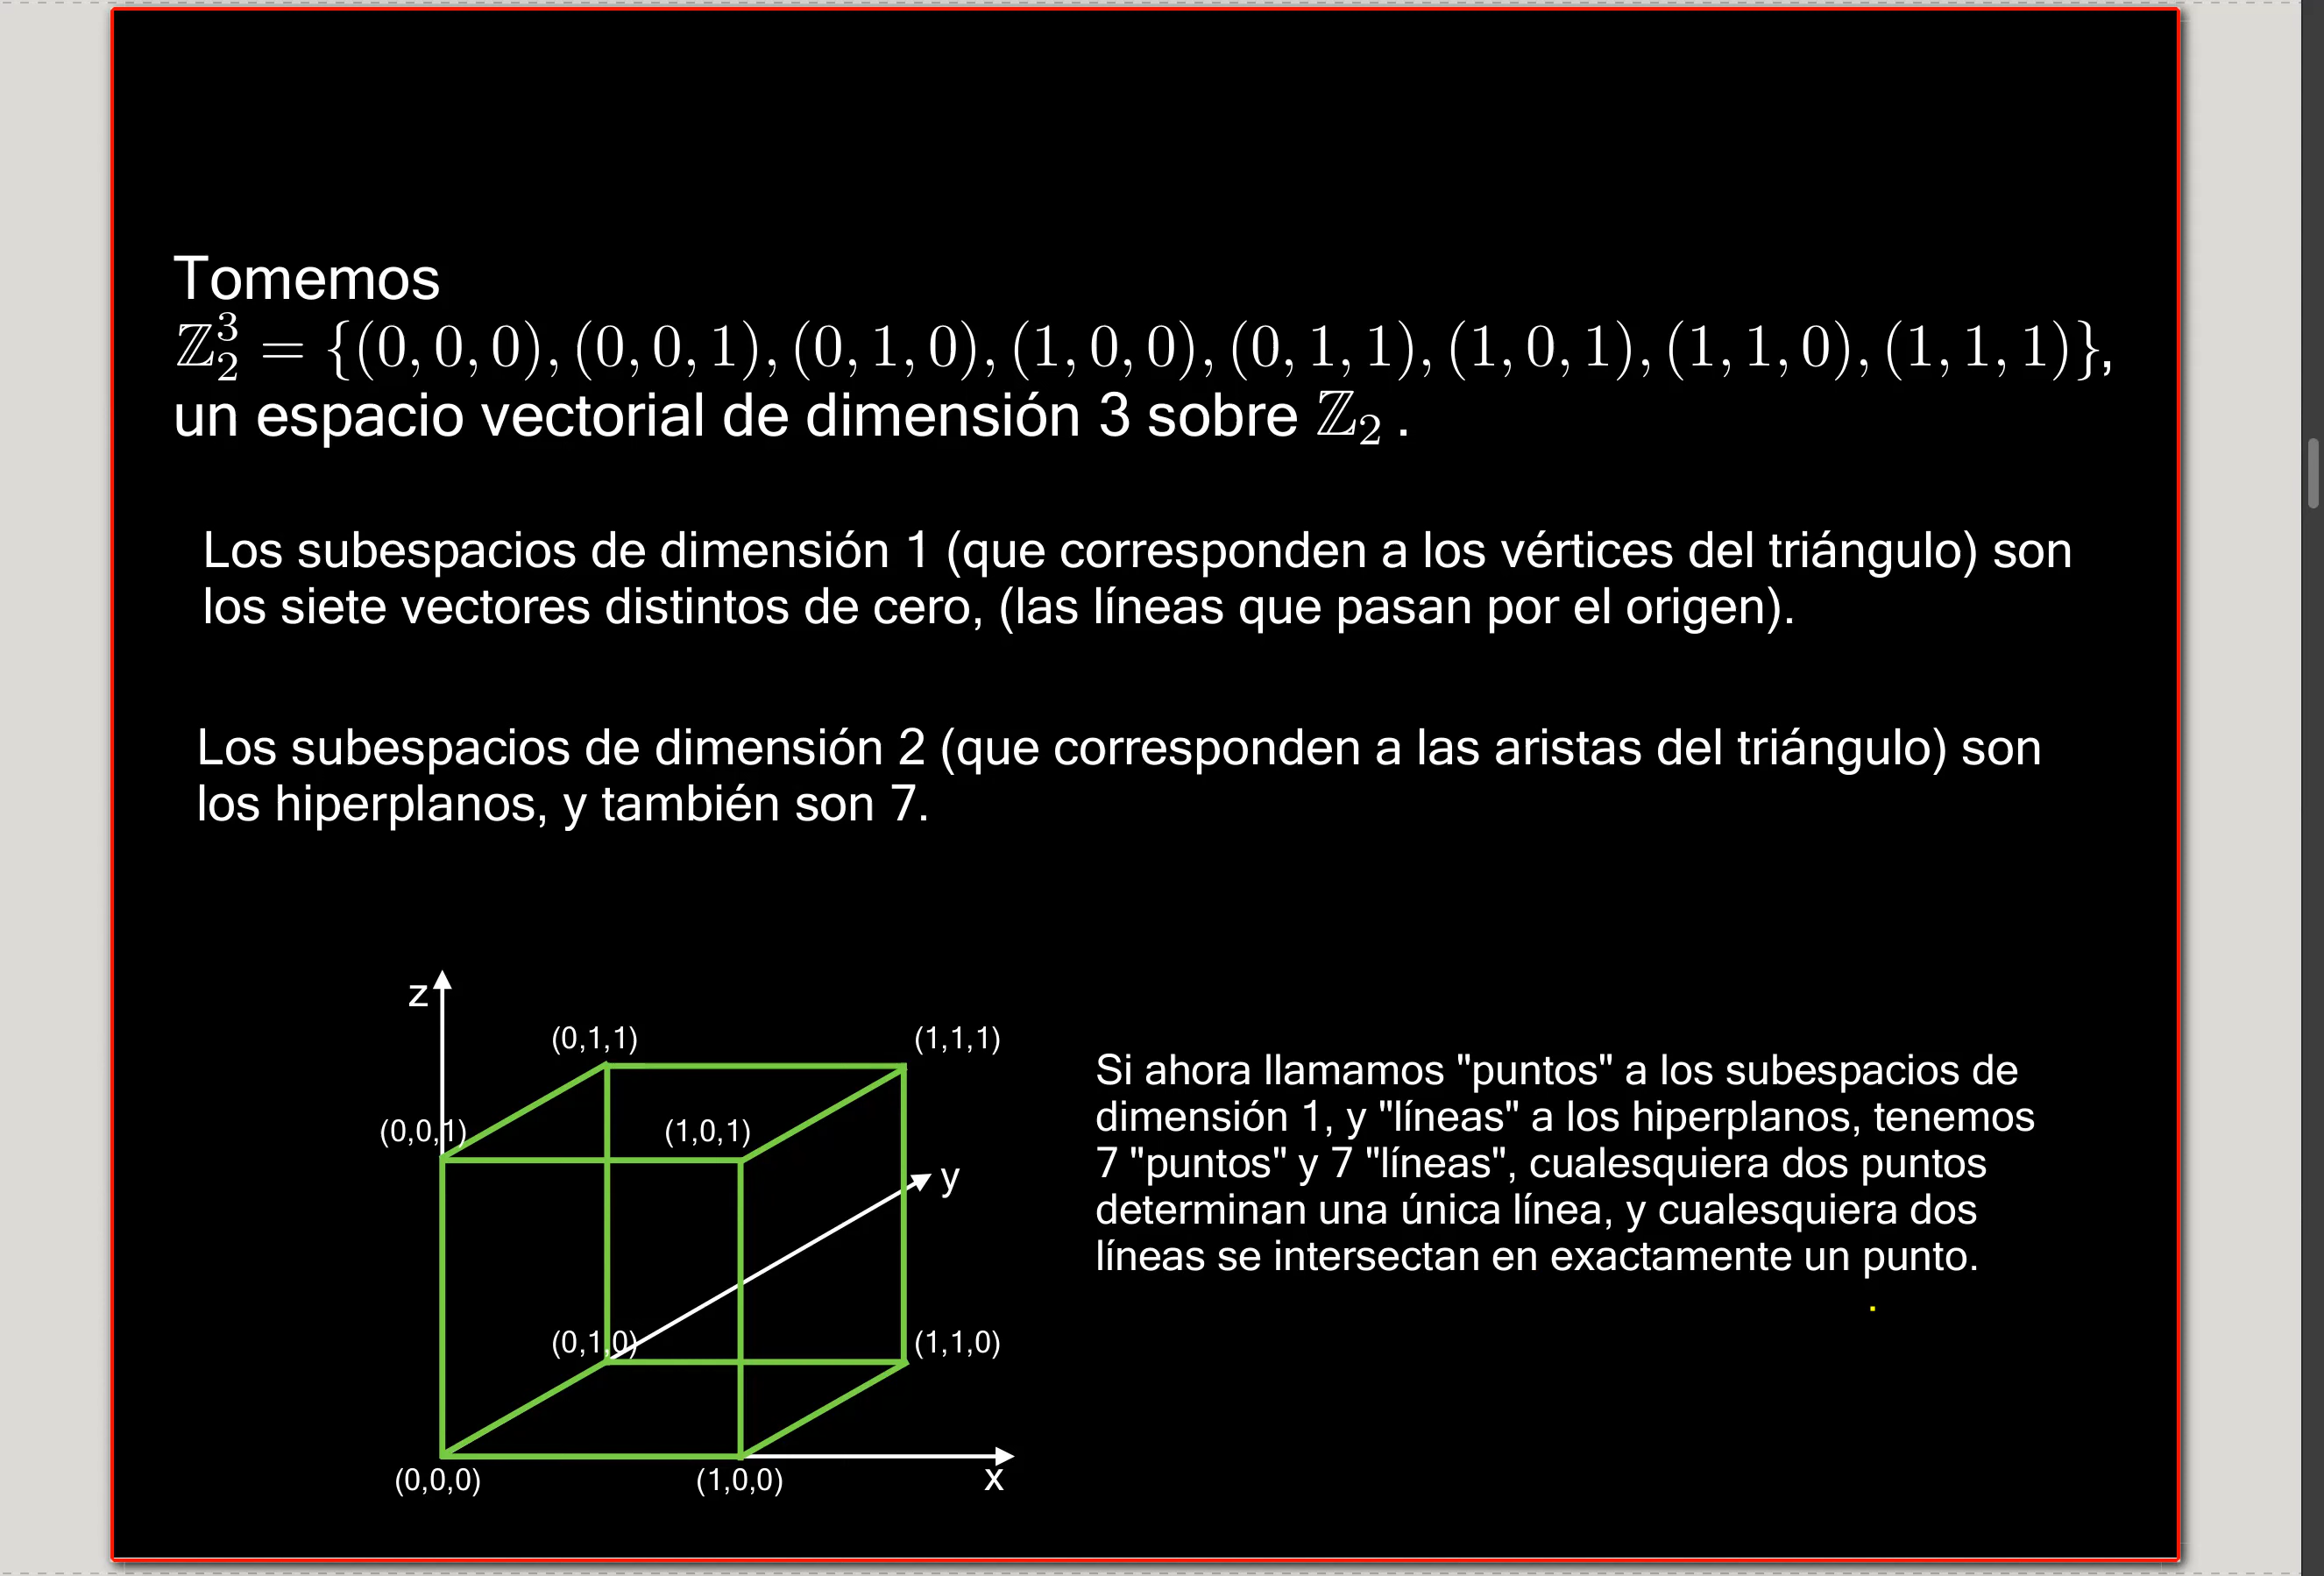 Tomemos
ℤ₂³ = {(0, 0, 0), (0, 0, 1), (0, 1, 0), (1, 0, 0), (0, 1, 1), (1, 0, 1), (1, 1, 0), (1, 1, 1)},
un espacio vectorial de dimensión 3 sobre ℤ₂ .
Los subespacios de dimensión 1 (que corresponden a los vértices del triángulo) son
los siete vectores distintos de cero, (las líneas que pasan por el origen).
Los subespacios de dimensión 2 (que corresponden a las aristas del triángulo) son
los hiperplanos, y también son 7.
z
(0,1,1)
(1,1,1)
(0,0,1)
(1,0,1)
y
(0,1,0)
(1,1,0)
(0,0,0)
(1,0,0)
x
Si ahora llamamos "puntos" a los subespacios de
dimensión 1, y "líneas" a los hiperplanos, tenemos
7 "puntos" y 7 "líneas", cualesquiera dos puntos
determinan una única línea, y cualesquiera dos
líneas se intersectan en exactamente un punto.